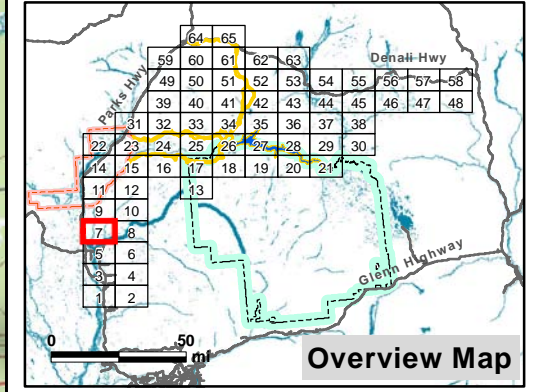 64 65
59 60 61 62 63
Denali Hwy
Parks Hwy
49 50 51 52 53 54 55 56 57 58
39 40 41 42 43 44 45 46 47 48
31 32 33 34 35 36 37 38
22 23 24 25 26 27 28 29 30
14 15 16 17 18 19 20 21
11 12 13
9 10
7 8
5 6
3 4
1 2
Glenn Highway
0 50
mi
Overview Map